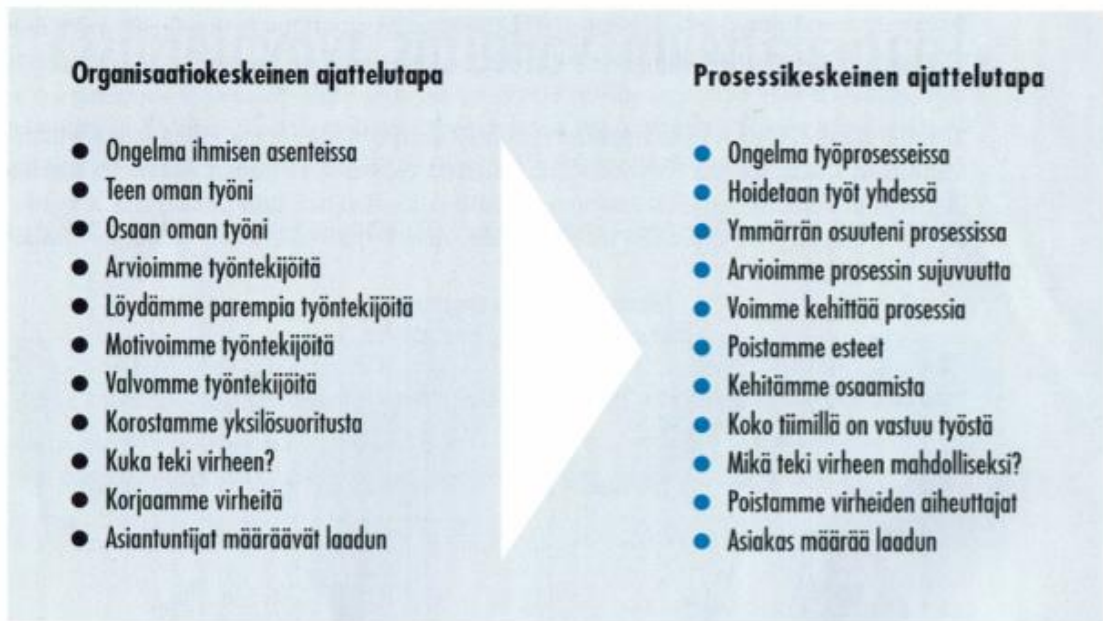 Organisaatiokeskeinen ajattelutapa
● Ongelma ihmisen asenteissa
● Teen oman työni
● Osaan oman työni
● Arvioimme työntekijöitä
● Löydämme parempia työntekijöitä
● Motivoimme työntekijöitä
● Valvomme työntekijöitä
● Korostamme yksilösuoritusta
● Kuka teki virheen?
● Korjaamme virheitä
● Asiantuntijat määräävät laadun
Prosessikeskeinen ajattelutapa
● Ongelma työprosesseissa
● Hoidetaan työt yhdessä
● Ymmärrän osuuteni prosessissa
● Arvioimme prosessin sujuvuutta
● Voimme kehittää prosessia
● Poistamme esteet
● Kehitämme osaamista
● Koko tiimillä on vastuu työstä
● Mikä teki virheen mahdolliseksi?
● Poistamme virheiden aiheuttajat
● Asiakas määrää laadun